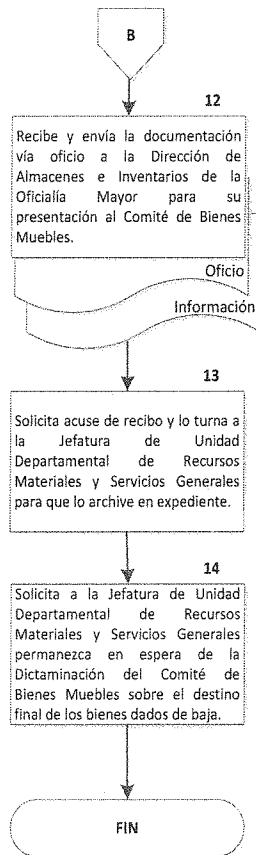 B
12
Recibe y envía la documentación
vía oficio a la Dirección de
Almacenes e Inventarios de la
Oficialía Mayor para su
presentación al Comité de Bienes
Muebles.
Oficio
Información
13
Solicita acuse de recibo y lo turna a
la Jefatura de Unidad
Departamental de Recursos
Materiales y Servicios Generales
para que lo archive en expediente.
14
Solicita a la Jefatura de Unidad
Departamental de Recursos
Materiales y Servicios Generales
permanezca en espera de la
Dictaminación del Comité de
Bienes Muebles sobre el destino
final de los bienes dados de baja.
FIN